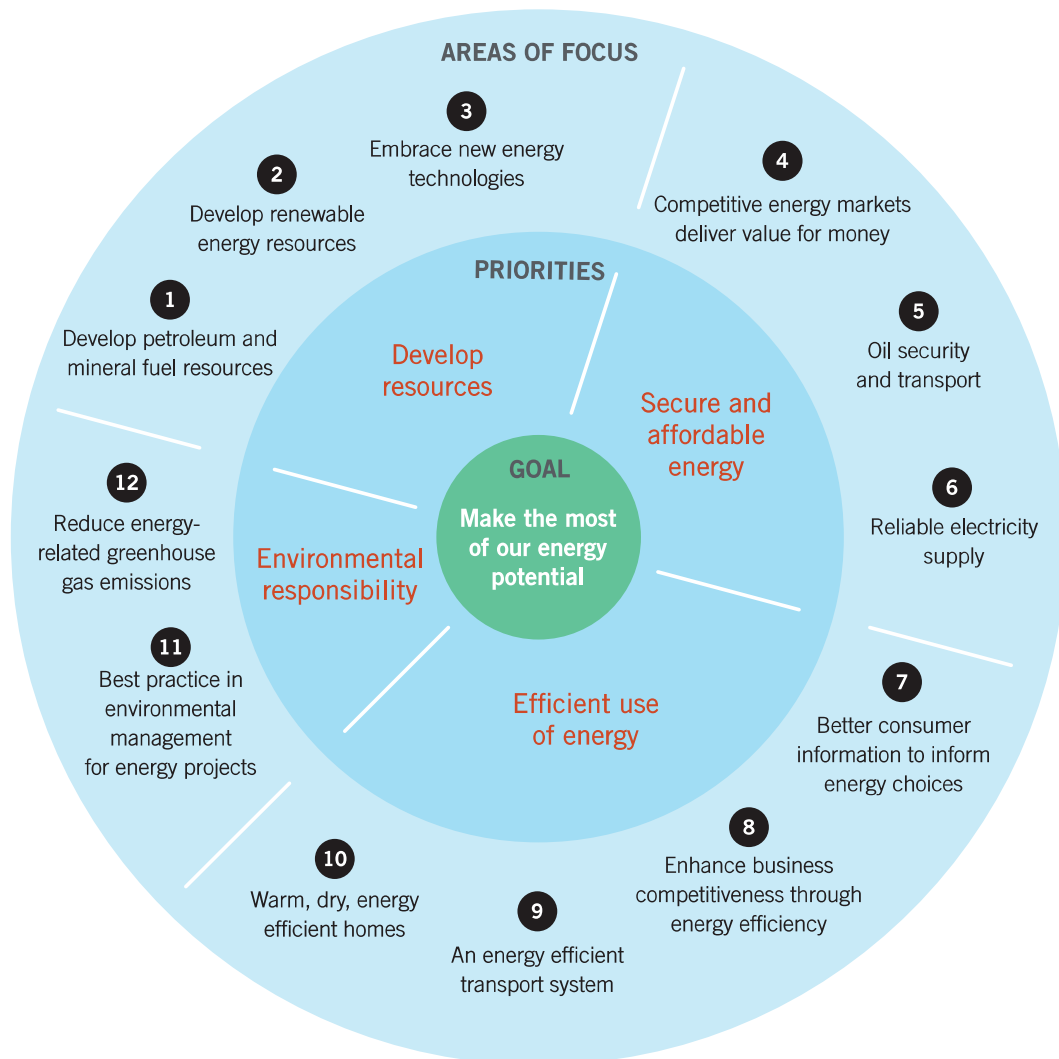 AREAS OF FOCUS
3
Embrace new energy
technologies
2
Develop renewable
energy resources
1
Develop petroleum and
mineral fuel resources
4
Competitive energy markets
deliver value for money
5
Oil security
and transport
6
Reliable electricity
supply
7
Better consumer
information to inform
energy choices
8
Enhance business
competitiveness through
energy efficiency
9
An energy efficient
transport system
10
Warm, dry, energy
efficient homes
11
Best practice in
environmental
management
for energy projects
12
Reduce energy-
related greenhouse
gas emissions
PRIORITIES
Develop
resources
Secure and
affordable
energy
Efficient use
of energy
Environmental
responsibility
GOAL
Make the most
of our energy
potential